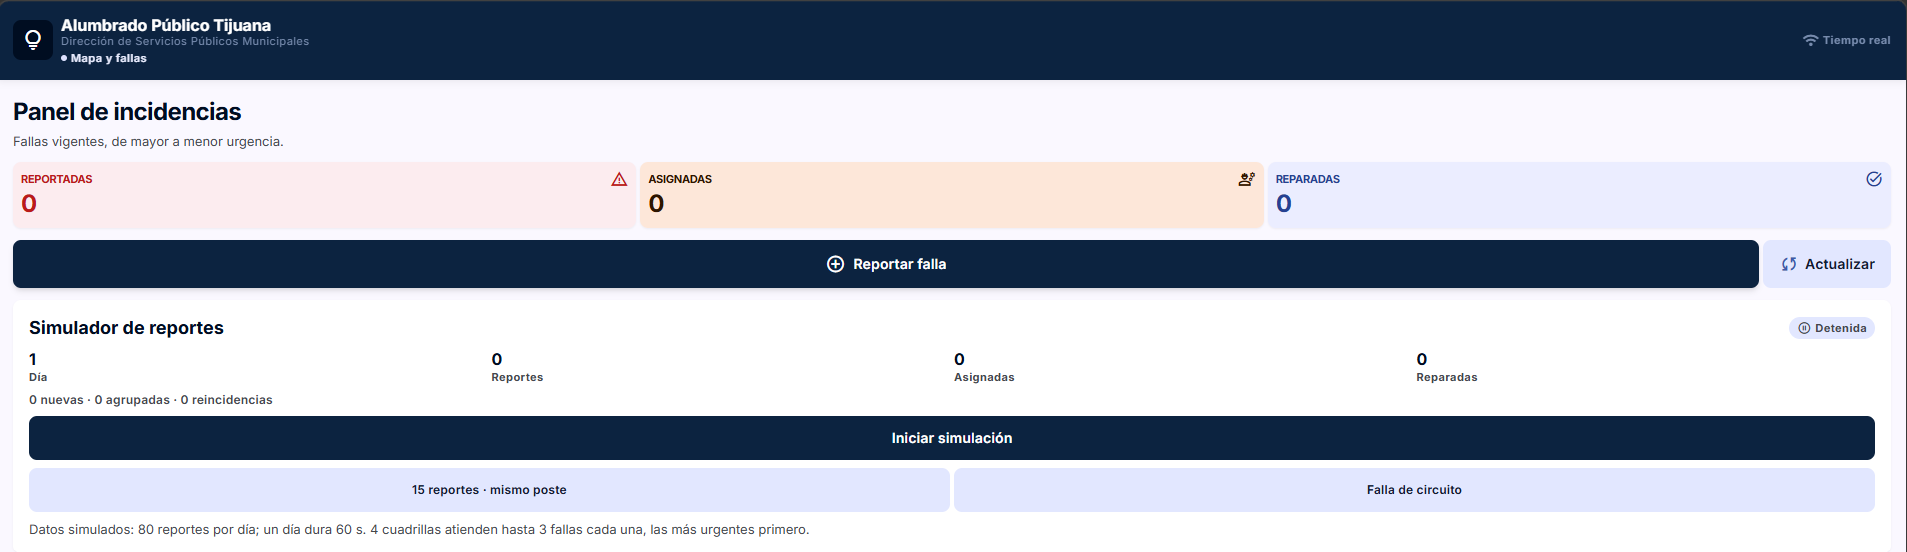 Alumbrado Público Tijuana
Dirección de Servicios Públicos Municipales
Mapa y fallas
Tiempo real
Panel de incidencias
Fallas vigentes, de mayor a menor urgencia.
REPORTADAS
0
ASIGNADAS
0
REPARADAS
0
Reportar falla
Actualizar
Simulador de reportes
Detenida
1
Día
0
Reportes
0
Asignadas
0
Reparadas
0 nuevas · 0 agrupadas · 0 reincidencias
Iniciar simulación
15 reportes · mismo poste
Falla de circuito
Datos simulados: 80 reportes por día; un día dura 60 s. 4 cuadrillas atienden hasta 3 fallas cada una, las más urgentes primero.